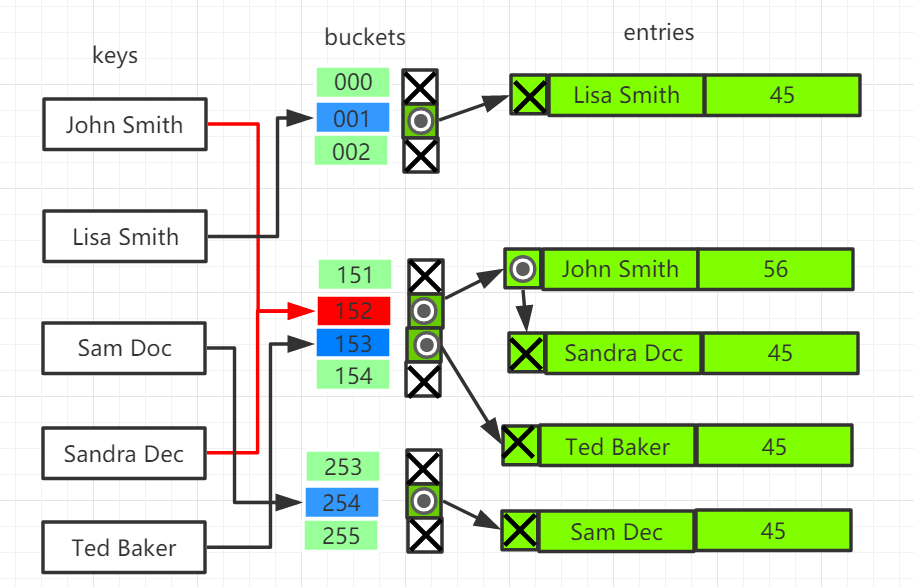 keys
buckets
entries
John Smith
Lisa Smith
Sam Doc
Sandra Dec
Ted Baker
000
001
002
151
152
153
154
253
254
255
Lisa Smith 45
John Smith 56
Sandra Dcc 45
Ted Baker 45
Sam Dec 45